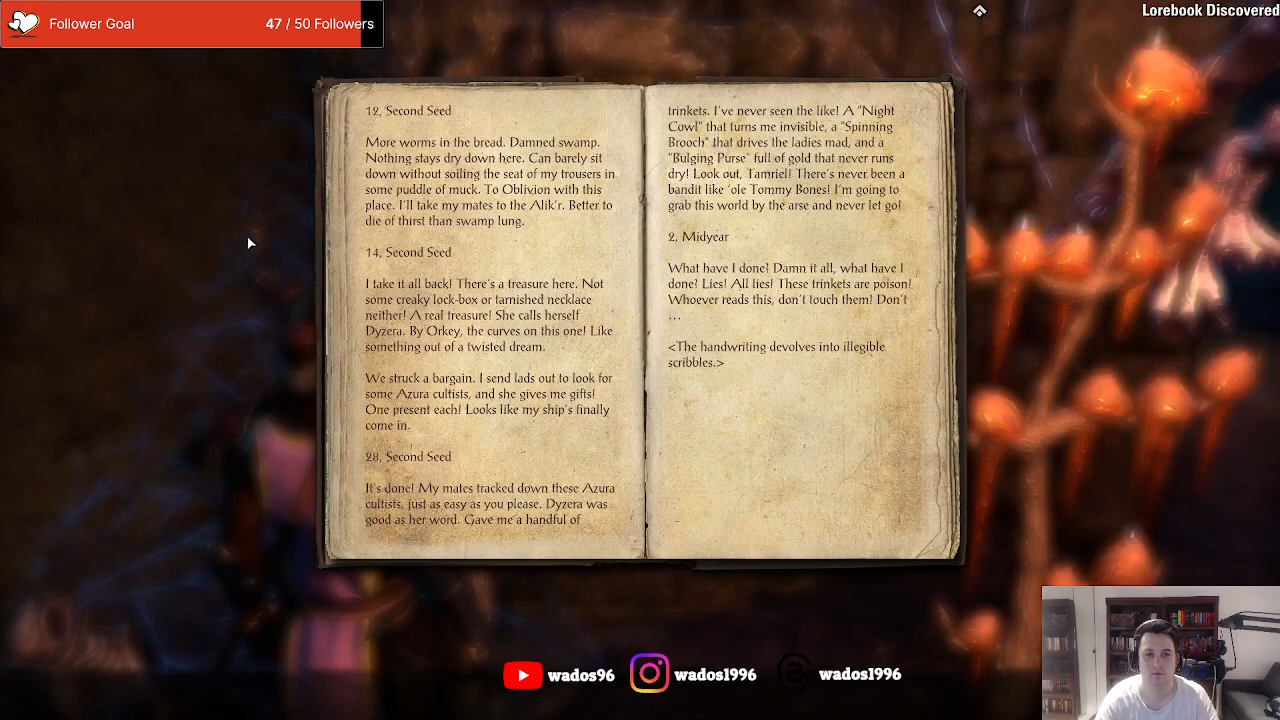 Follower Goal
47 / 50 Followers
Lorebook Discovered
12, Second Seed
More worms in the bread. Damned swamp.
Nothing stays dry down here. Can barely sit
down without soiling the seat of my trousers in
some puddle of muck. To Oblivion with this
place. I'll take my mates to the Alik'r. Better to
die of thirst than swamp lung.
14, Second Seed
I take it all back! There's a treasure here. Not
some creaky lock-box or tarnished necklace
neither! A real treasure! She calls herself
Dyzera. By Orkey, the curves on this one! Like
something out of a twisted dream.
We struck a bargain. I send lads out to look for
some Azura cultists, and she gives me gifts!
One present each! Looks like my ship's finally
come in.
28, Second Seed
It's done! My mates tracked down these Azura
cultists, just as easy as you please. Dyzera was
good as her word. Gave me a handful of
trinkets. I've never seen the like! A "Night
Cowl" that turns me invisible, a "Spinning
Brooch" that drives the ladies mad, and a
"Bulging Purse" full of gold that never runs
dry! Look out, Tamriel! There's never been a
bandit like 'ole Tommy Bones! I'm going to
grab this world by the arse and never let go!
2, Midyear
What have I done? Damn it all, what have I
done? Lies! All lies! These trinkets are poison!
Whoever reads this, don't touch them! Don't
…
<The handwriting devolves into illegible
scribbles.>
wados96
wados1996
wados1996